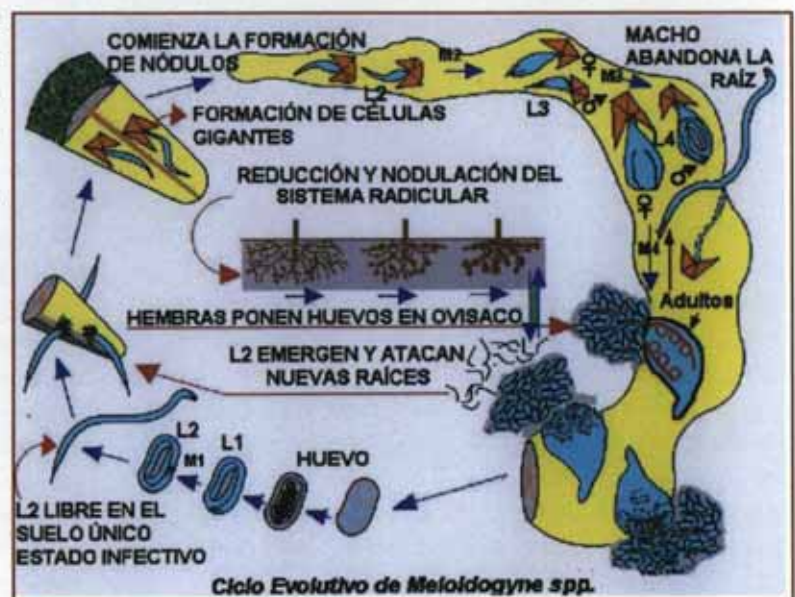 COMIENZA LA FORMACIÓN
DE NÓDULOS
M2
MACHO
ABANDONA LA
RAÍZ
L2
L3
♀
♂
M3
L4
♂
♀
FORMACIÓN DE CÉLULAS
GIGANTES
REDUCCIÓN Y NODULACIÓN DEL
SISTEMA RADICULAR
M4
Adultos
HEMBRAS PONEN HUEVOS EN OVISACO
L2 EMERGEN Y ATACAN
NUEVAS RAÍCES
L2
M1
L1
HUEVO
L2 LIBRE EN EL
SUELO ÚNICO
ESTADO INFECTIVO
Ciclo Evolutivo de Meloidogyne spp.